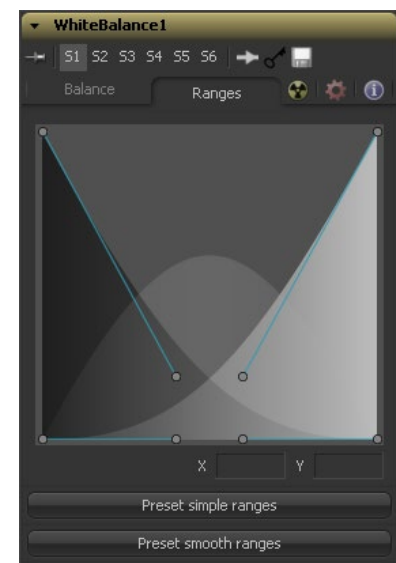 WhiteBalance1
S1 S2 S3 S4 S5 S6
Balance Ranges
X Y
Preset simple ranges
Preset smooth ranges